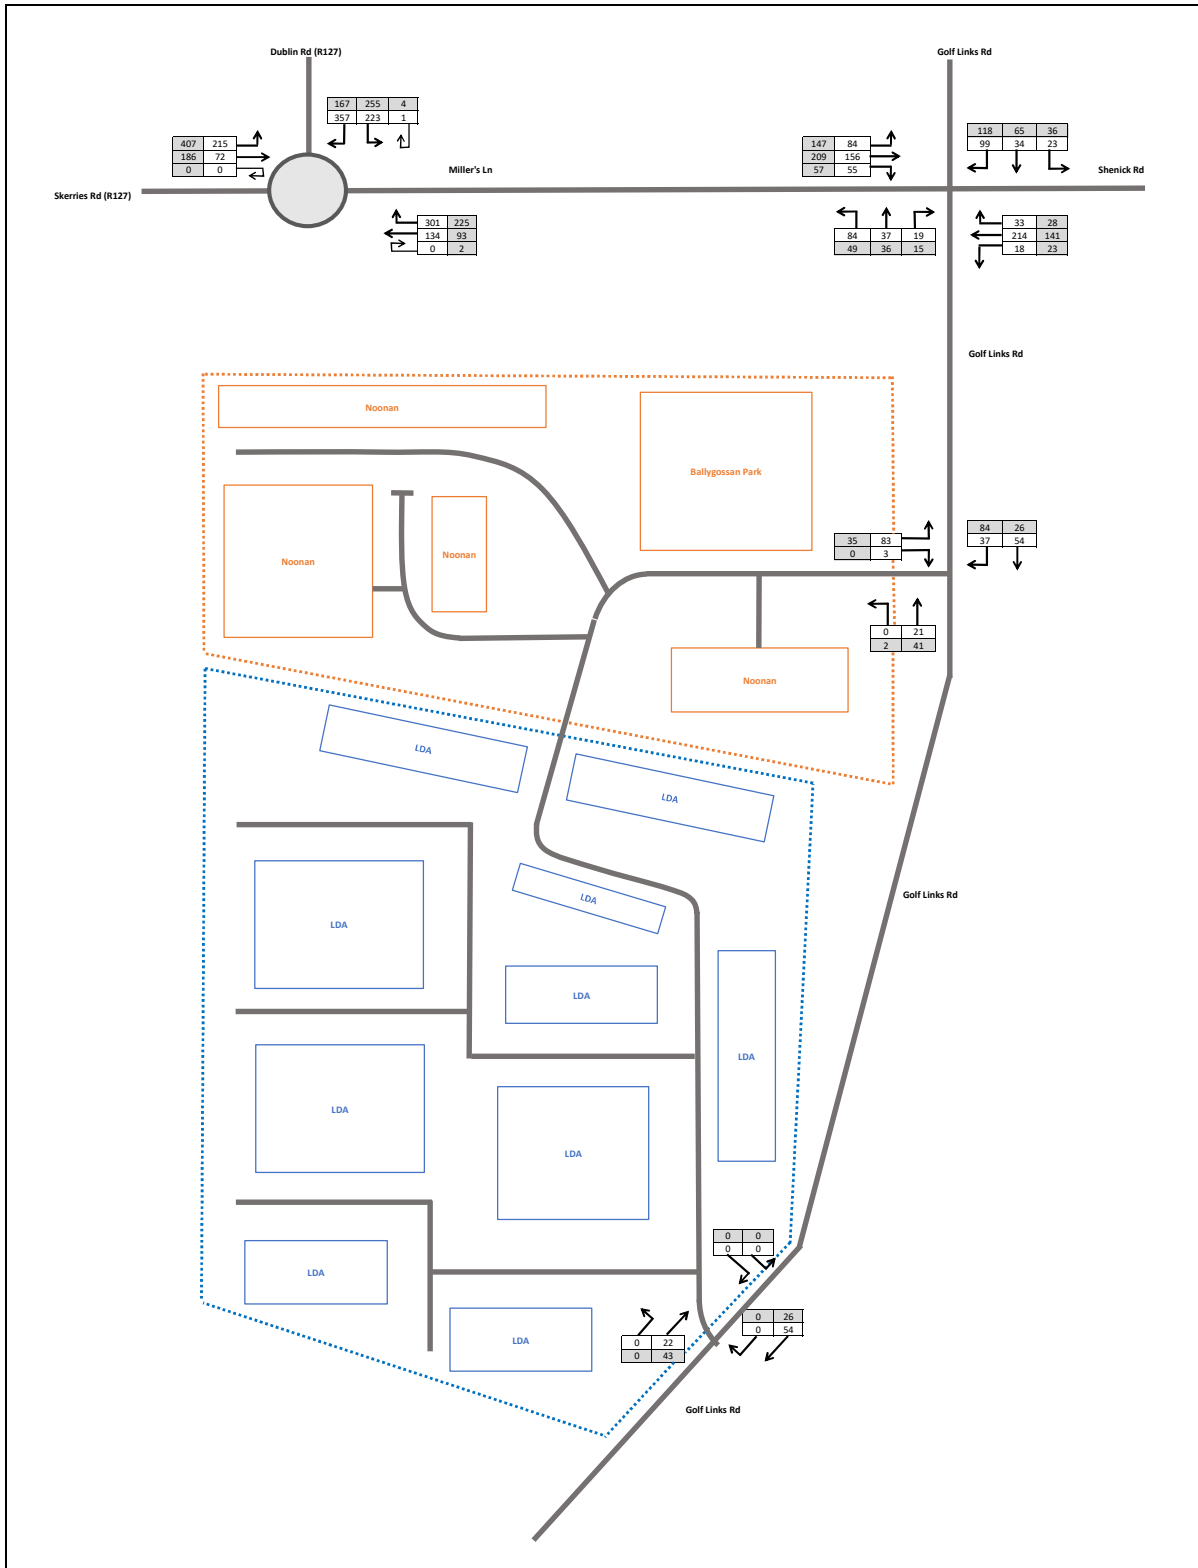 Dublin Rd (R127)
Golf Links Rd
167 255 4
357 223 1
407 215
186 72
0 0
147 84
209 156
57 55
118 65 36
99 34 23
Miller's Ln
Shenick Rd
Skerries Rd (R127)
301 225
134 93
0 2
84 37 19
49 36 15
33 28
214 141
18 23
Golf Links Rd
Noonan
Ballygossan Park
Noonan
Noonan
35 83
0 3
84 26
37 54
0 21
2 41
Noonan
LDA
LDA
LDA
Golf Links Rd
LDA
LDA
LDA
LDA
LDA
0 0
0 0
LDA
LDA
0 22
0 43
0 26
0 54
Golf Links Rd